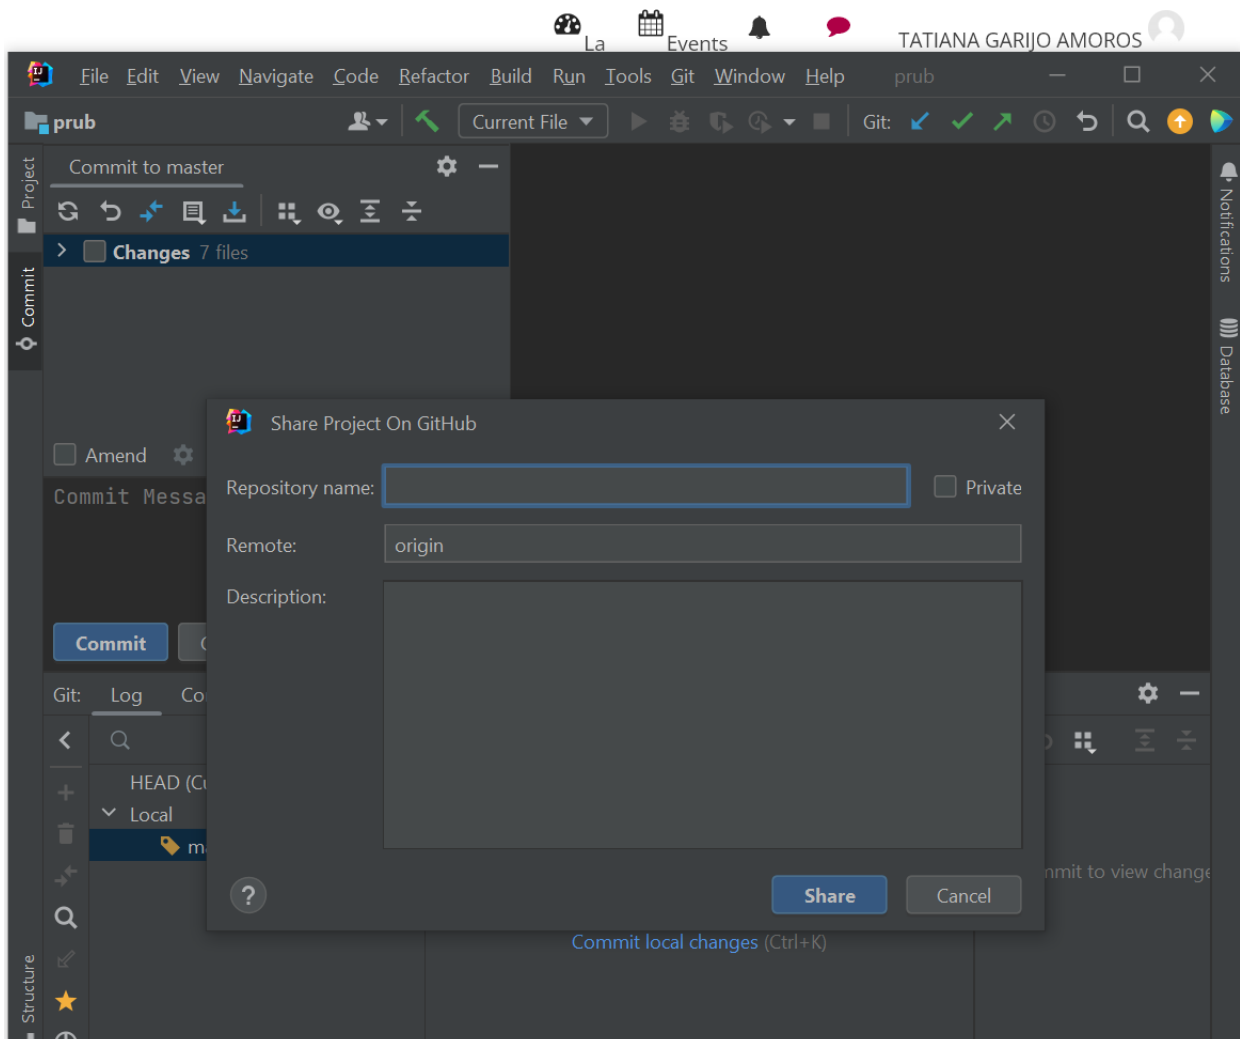 La
Events
TATIANA GARIJO AMOROS
File Edit View Navigate Code Refactor Build Run Tools Git Window Help prub
prub
Current File
Git:
Project
Commit to master
Notifications
Changes 7 files
Commit
Database
Share Project On GitHub
Amend
Repository name:
Private
Commit Messa
Remote:
origin
Description:
Commit
Git: Log Co
HEAD (Cu
Local
ma
mmit to view change
?
Share
Cancel
Commit local changes (Ctrl+K)
Structure